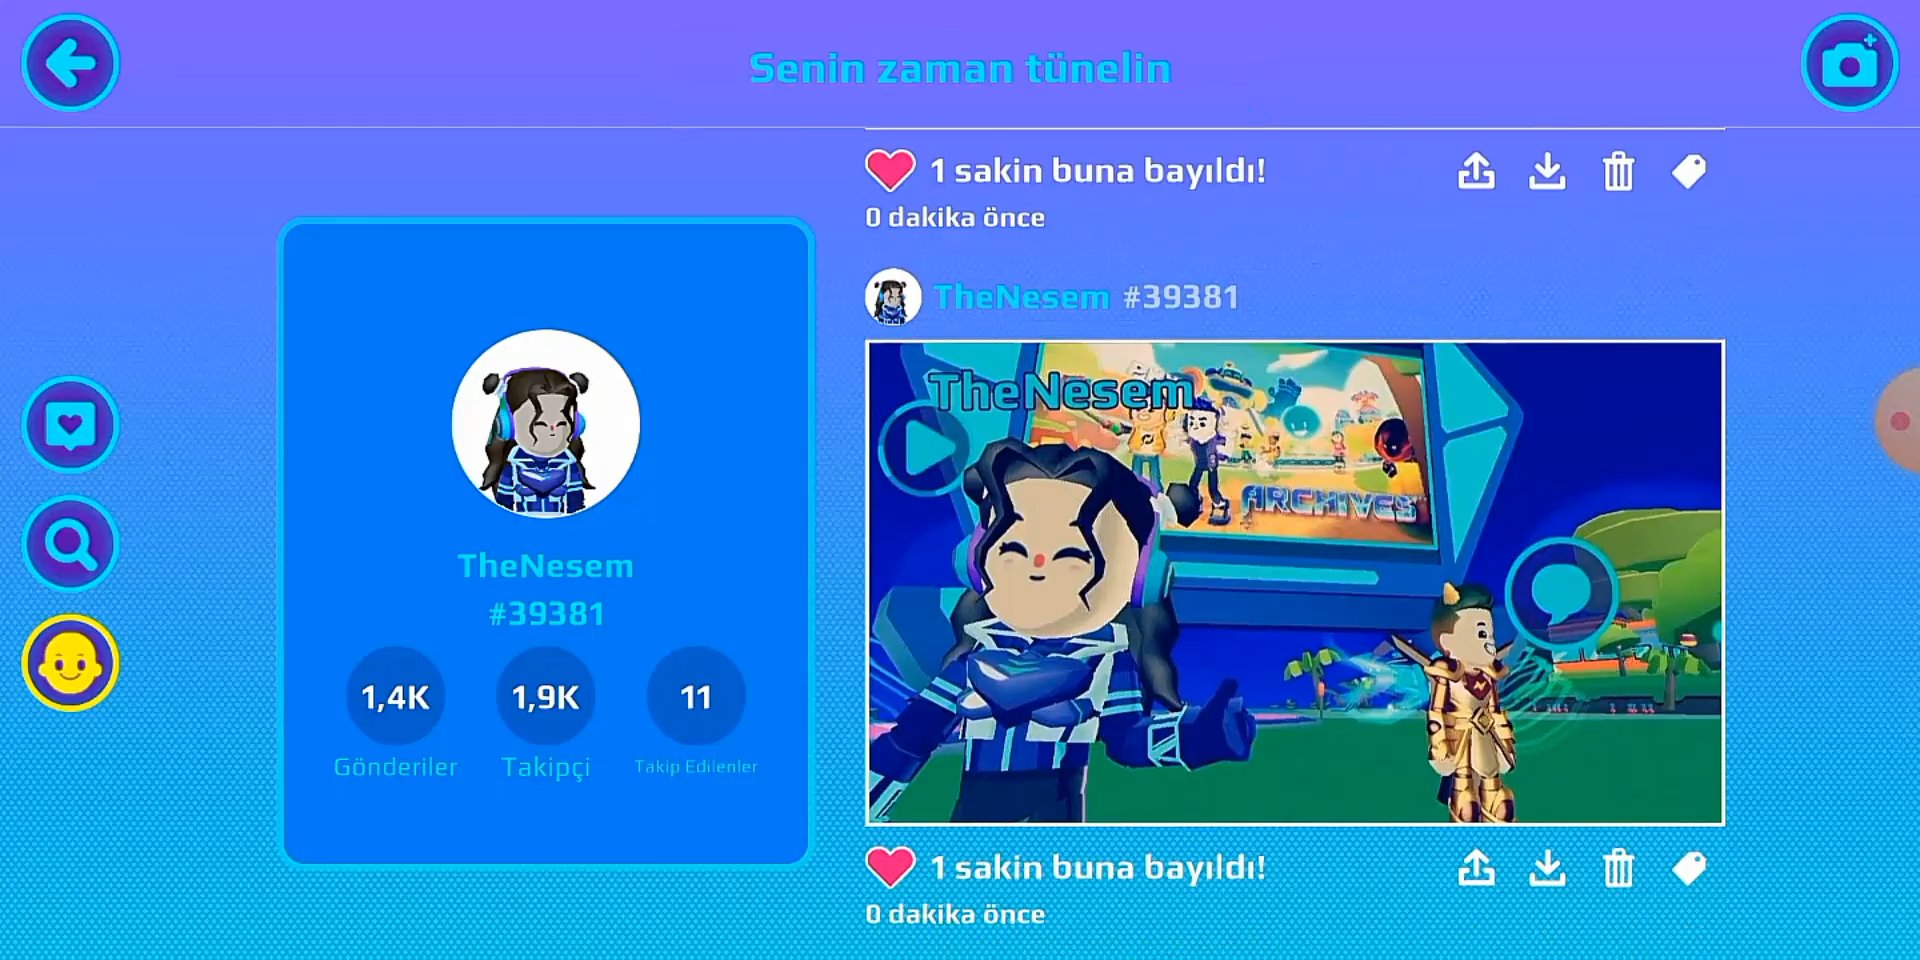 Senin zaman tünelin
1 sakin buna bayıldı!
0 dakika önce
TheNesem #39381
TheNesem
ARCHIVES
1 sakin buna bayıldı!
0 dakika önce
TheNesem
#39381
1,4K
1,9K
11
Gönderiler
Takipçi
Takip Edilenler